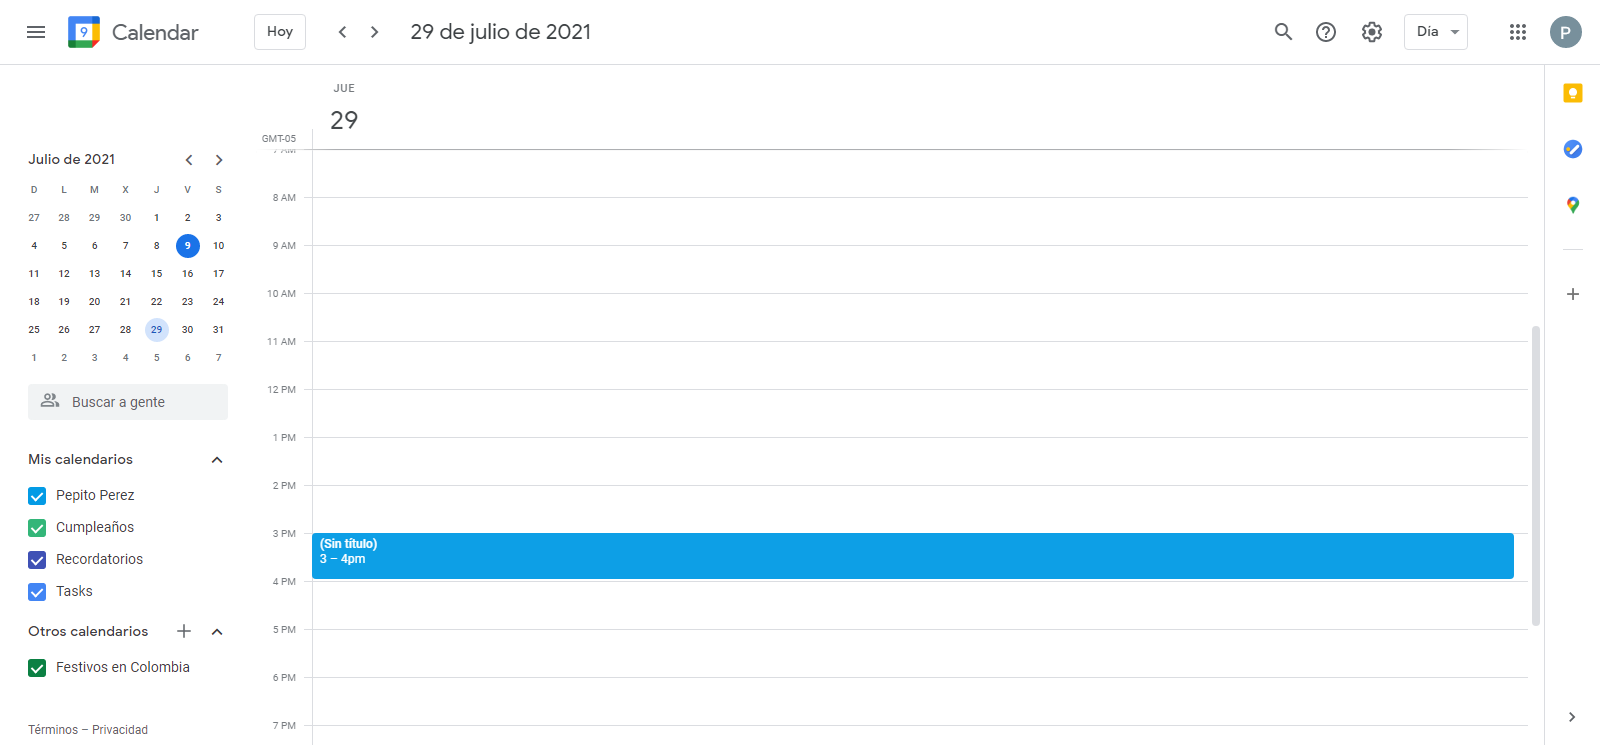 9 Calendar
Hoy
29 de julio de 2021
Día
P
JUE
29
GMT-05
7 AM
8 AM
9 AM
10 AM
11 AM
12 PM
1 PM
2 PM
3 PM
4 PM
5 PM
6 PM
7 PM
(Sin título)
3 – 4pm
Julio de 2021
D L M X J V S
27 28 29 30 1 2 3
4 5 6 7 8 9 10
11 12 13 14 15 16 17
18 19 20 21 22 23 24
25 26 27 28 29 30 31
1 2 3 4 5 6 7
Buscar a gente
Mis calendarios
Pepito Perez
Cumpleaños
Recordatorios
Tasks
Otros calendarios
Festivos en Colombia
Términos – Privacidad